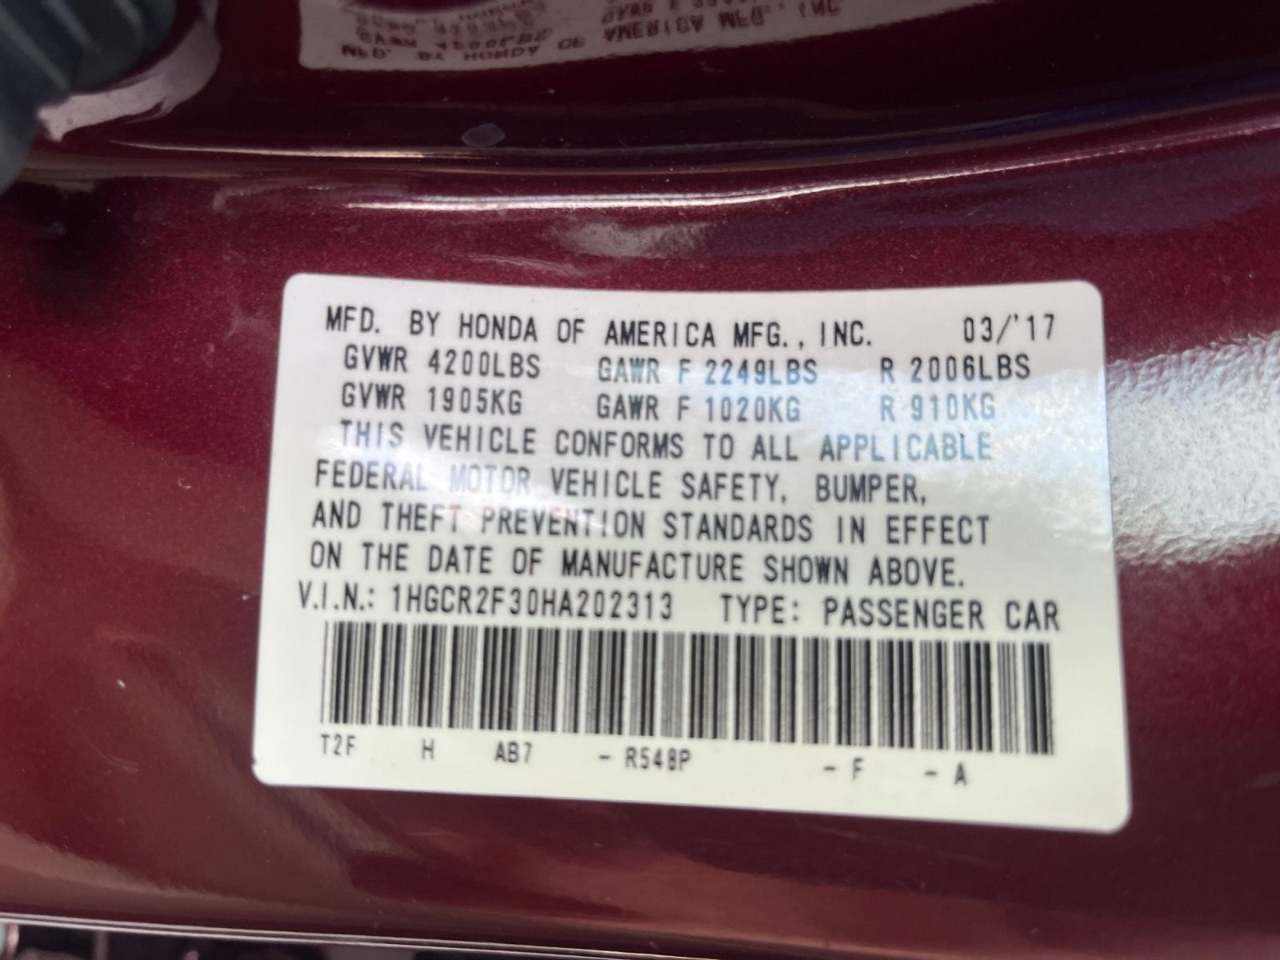 MFD. BY HONDA OF AMERICA MFG., INC. 03/'17
GVWR 4200LBS GAWR F 2249LBS R 2006LBS
GVWR 1905KG GAWR F 1020KG R 910KG
THIS VEHICLE CONFORMS TO ALL APPLICABLE
FEDERAL MOTOR VEHICLE SAFETY, BUMPER,
AND THEFT PREVENTION STANDARDS IN EFFECT
ON THE DATE OF MANUFACTURE SHOWN ABOVE.
V.I.N.: 1HGCR2F30HA202313 TYPE: PASSENGER CAR
T2F H AB7 - R548P - F - A